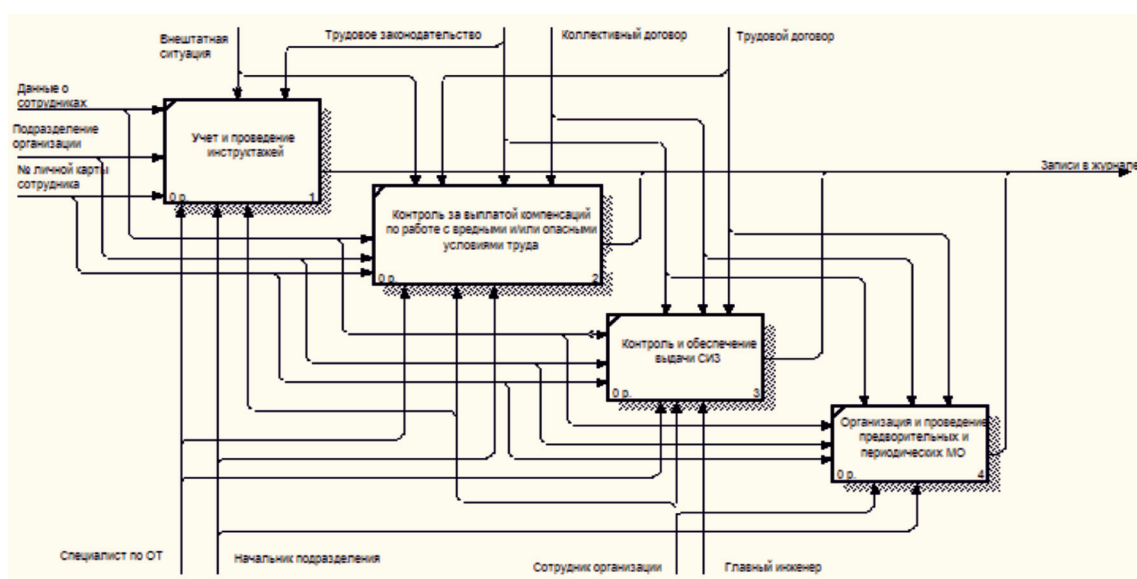 Внештатная
ситуация
Трудовое законодательство
Коллективный договор
Трудовой договор
Данные о
сотрудниках
Подразделение
организации
№ личной карты
сотрудника
Учет и проведение
инструктажей
0 р.
1
Записи в журнале
Контроль за выплатой компенсаций
по работе с вредными и/или опасными
условиями труда
0 р.
2
Контроль и обеспечение
выдачи СИЗ
0 р.
3
Организация и проведение
предворительных и
периодических МО
0 р.
4
Специалист по ОТ
Начальник подразделения
Сотрудник организации
Главный инженер